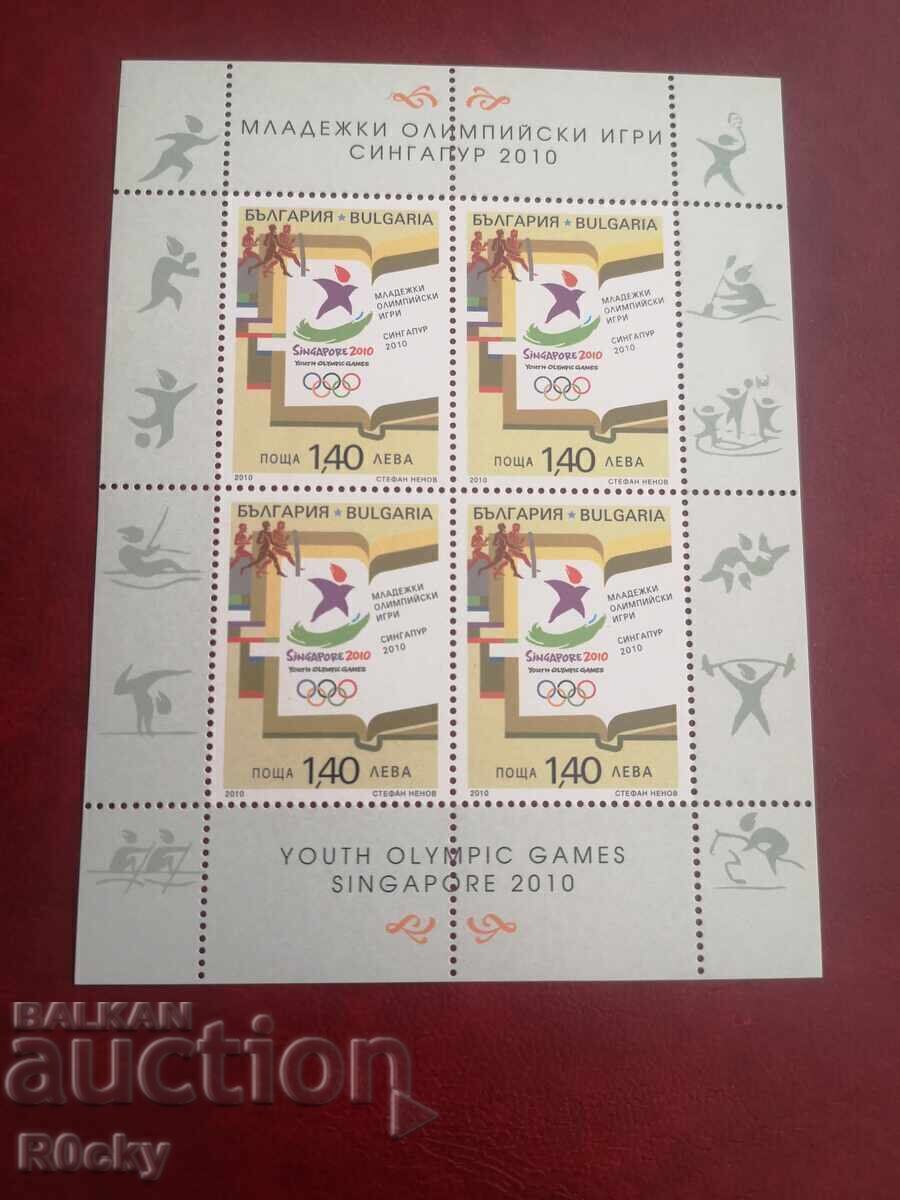 МЛАДЕЖКИ ОЛИМПИЙСКИ ИГРИ
СИНГАПУР 2010
БЪЛГАРИЯ ★ BULGARIA
МЛАДЕЖКИ
ОЛИМПИЙСКИ
ИГРИ
СИНГАПУР
2010
SINGAPORE 2010
YOUTH OLYMPIC GAMES
ПОЩА 1,40 ЛЕВА
2010 СТЕФАН НЕНОВ
БЪЛГАРИЯ ★ BULGARIA
МЛАДЕЖКИ
ОЛИМПИЙСКИ
ИГРИ
СИНГАПУР
2010
SINGAPORE 2010
YOUTH OLYMPIC GAMES
ПОЩА 1,40 ЛЕВА
2010 СТЕФАН НЕНОВ
БЪЛГАРИЯ ★ BULGARIA
МЛАДЕЖКИ
ОЛИМПИЙСКИ
ИГРИ
СИНГАПУР
2010
SINGAPORE 2010
YOUTH OLYMPIC GAMES
ПОЩА 1,40 ЛЕВА
2010 СТЕФАН НЕНОВ
БЪЛГАРИЯ ★ BULGARIA
МЛАДЕЖКИ
ОЛИМПИЙСКИ
ИГРИ
СИНГАПУР
2010
SINGAPORE 2010
YOUTH OLYMPIC GAMES
ПОЩА 1,40 ЛЕВА
2010 СТЕФАН НЕНОВ
YOUTH OLYMPIC GAMES
SINGAPORE 2010
BALKAN
auction
R0cky